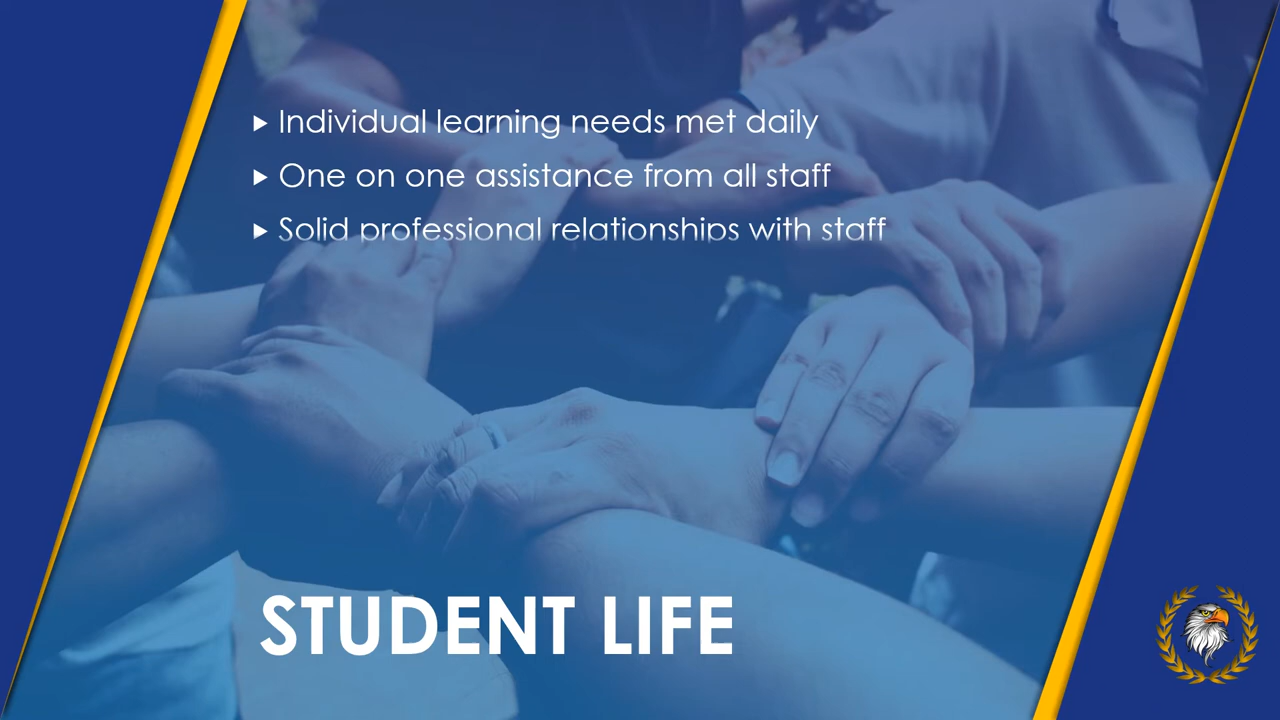 Individual learning needs met daily
One on one assistance from all staff
Solid professional relationships with staff
STUDENT LIFE